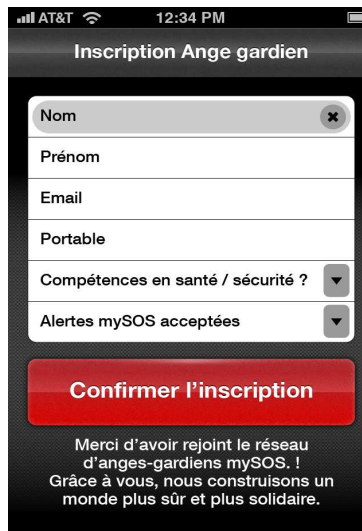 AT&T 12:34 PM
Inscription Ange gardien
Nom
Prénom
Email
Portable
Compétences en santé / sécurité ?
Alertes mySOS acceptées
Confirmer l'inscription
Merci d'avoir rejoint le réseau
d'anges-gardiens mySOS. !
Grâce à vous, nous construisons un
monde plus sûr et plus solidaire.